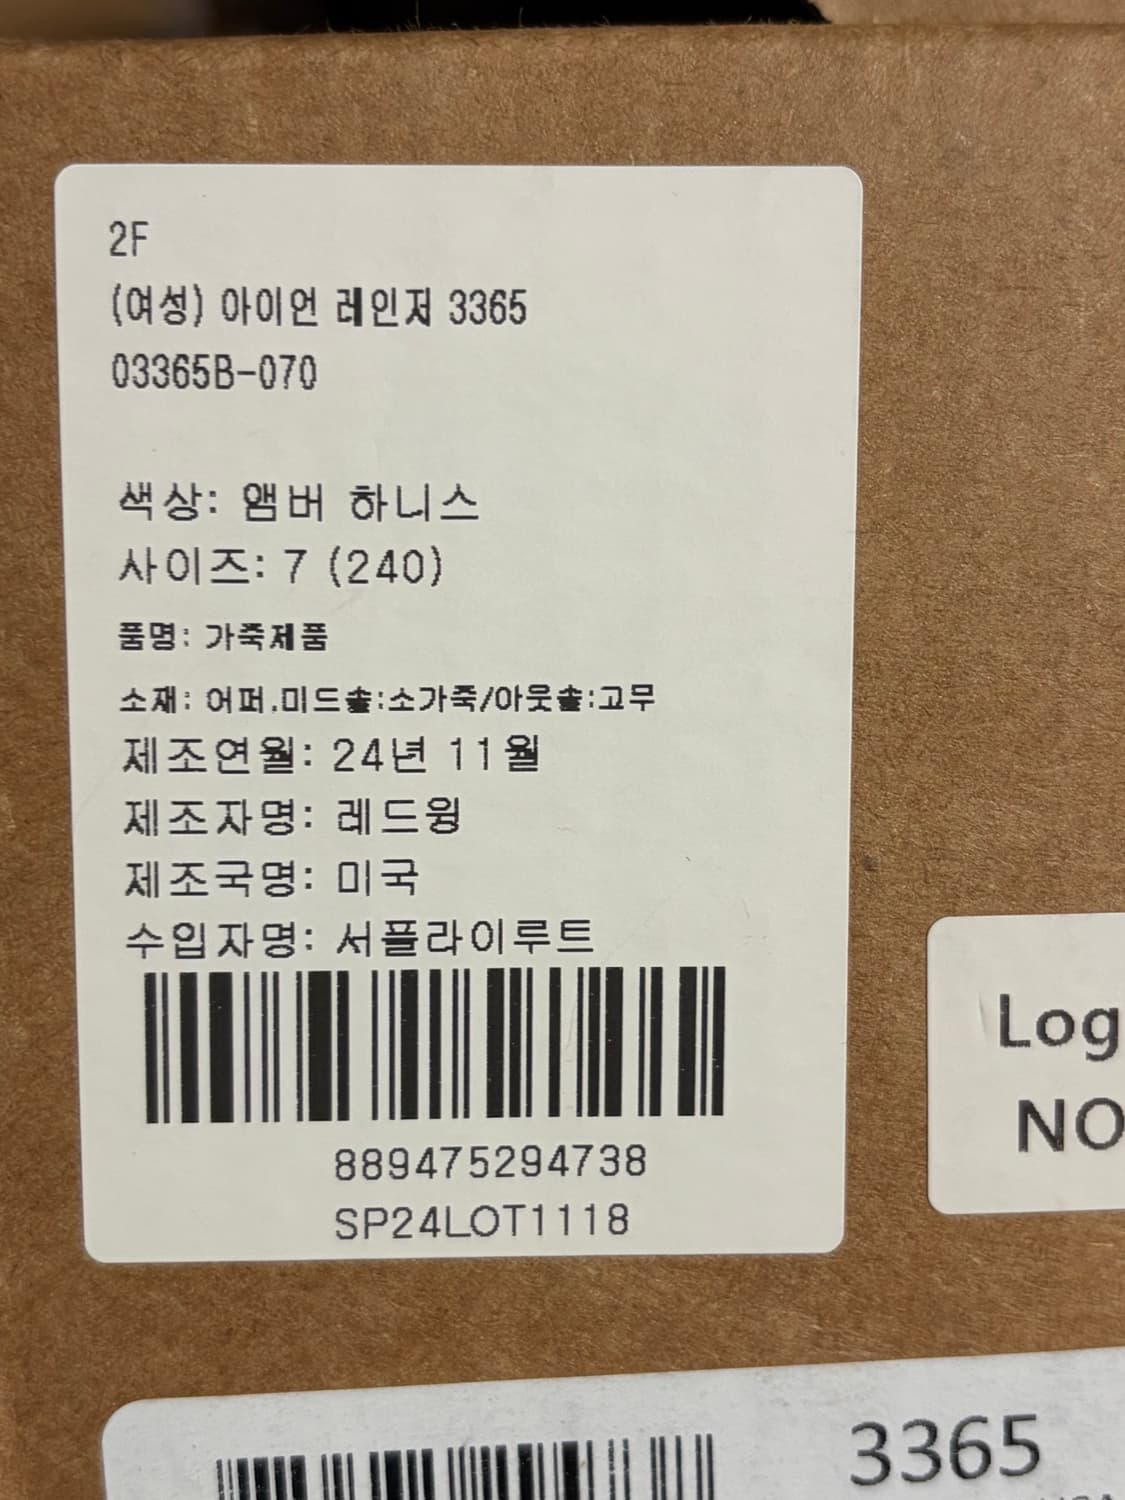 2F
(여성) 아이언 레인저 3365
03365B-070
색상: 앰버 하니스
사이즈: 7 (240)
품명: 가죽제품
소재: 어퍼.미드솔:소가죽/아웃솔:고무
제조연월: 24년 11월
제조자명: 레드윙
제조국명: 미국
수입자명: 서플라이루트
889475294738
SP24LOT1118
Log
NO
3365